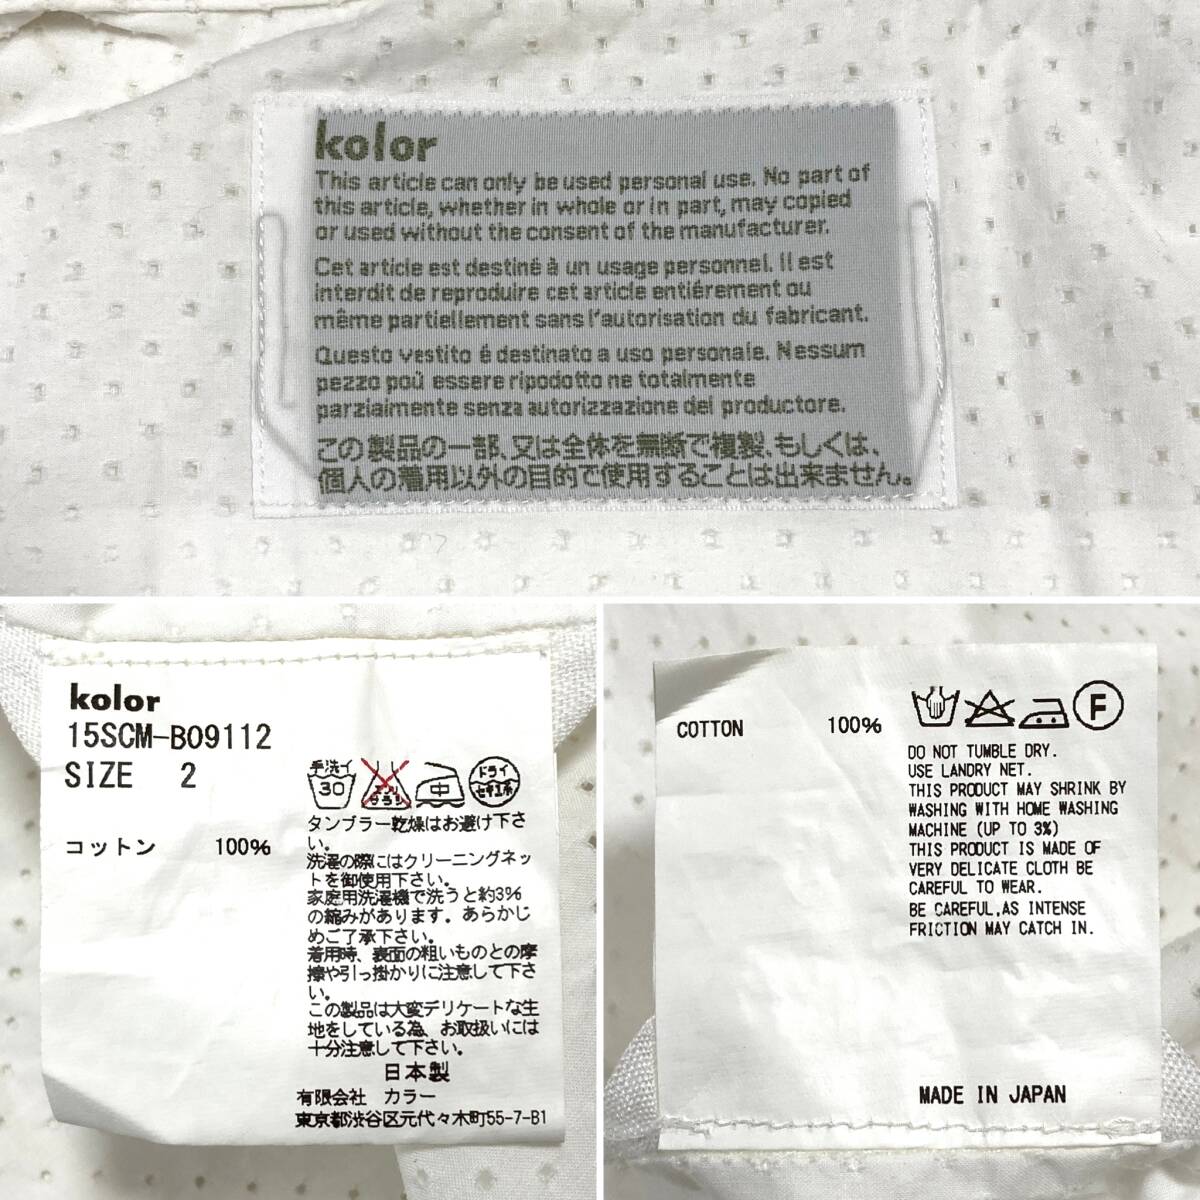 kolor
This article can only be used personal use. No part of
this article, whether in whole or in part, may copied
or used without the consent of the manufacturer.
Cet article est destiné à un usage personnel. Il est
interdit de reproduire cet article entiérement ou
même partiellement sans l'autorisation du fabricant.
Questo vestito é destinato a uso personale. Nessum
pezzo poù essere ripodotto ne totalmente
parzialmente senza autorizzazione del productore.
この製品の一部、又は全体を無断で複製、もしくは、
個人の着用以外の目的で使用することは出来ません。
kolor
15SCM-B09112
SIZE 2
コットン 100%
手洗イ
30
エンソ
サラシ
中
ドライ
セキユ系
タンブラー乾燥はお避け下さ
い。
洗濯の際にはクリーニングネッ
トを御使用下さい。
家庭用洗濯機で洗うと約3%
の縮みがあります。あらかじ
めご了承下さい。
着用時、表面の粗いものとの摩
擦や引っ掛かりに注意して下さ
い。
この製品は大変デリケートな生
地をしている為、お取扱いには
十分注意して下さい。
日本製
有限会社 カラー
東京都渋谷区元代々木町55-7-B1
COTTON 100%
F
DO NOT TUMBLE DRY.
USE LANDRY NET.
THIS PRODUCT MAY SHRINK BY
WASHING WITH HOME WASHING
MACHINE (UP TO 3%)
THIS PRODUCT IS MADE OF
VERY DELICATE CLOTH BE
CAREFUL TO WEAR.
BE CAREFUL,AS INTENSE
FRICTION MAY CATCH IN.
MADE IN JAPAN